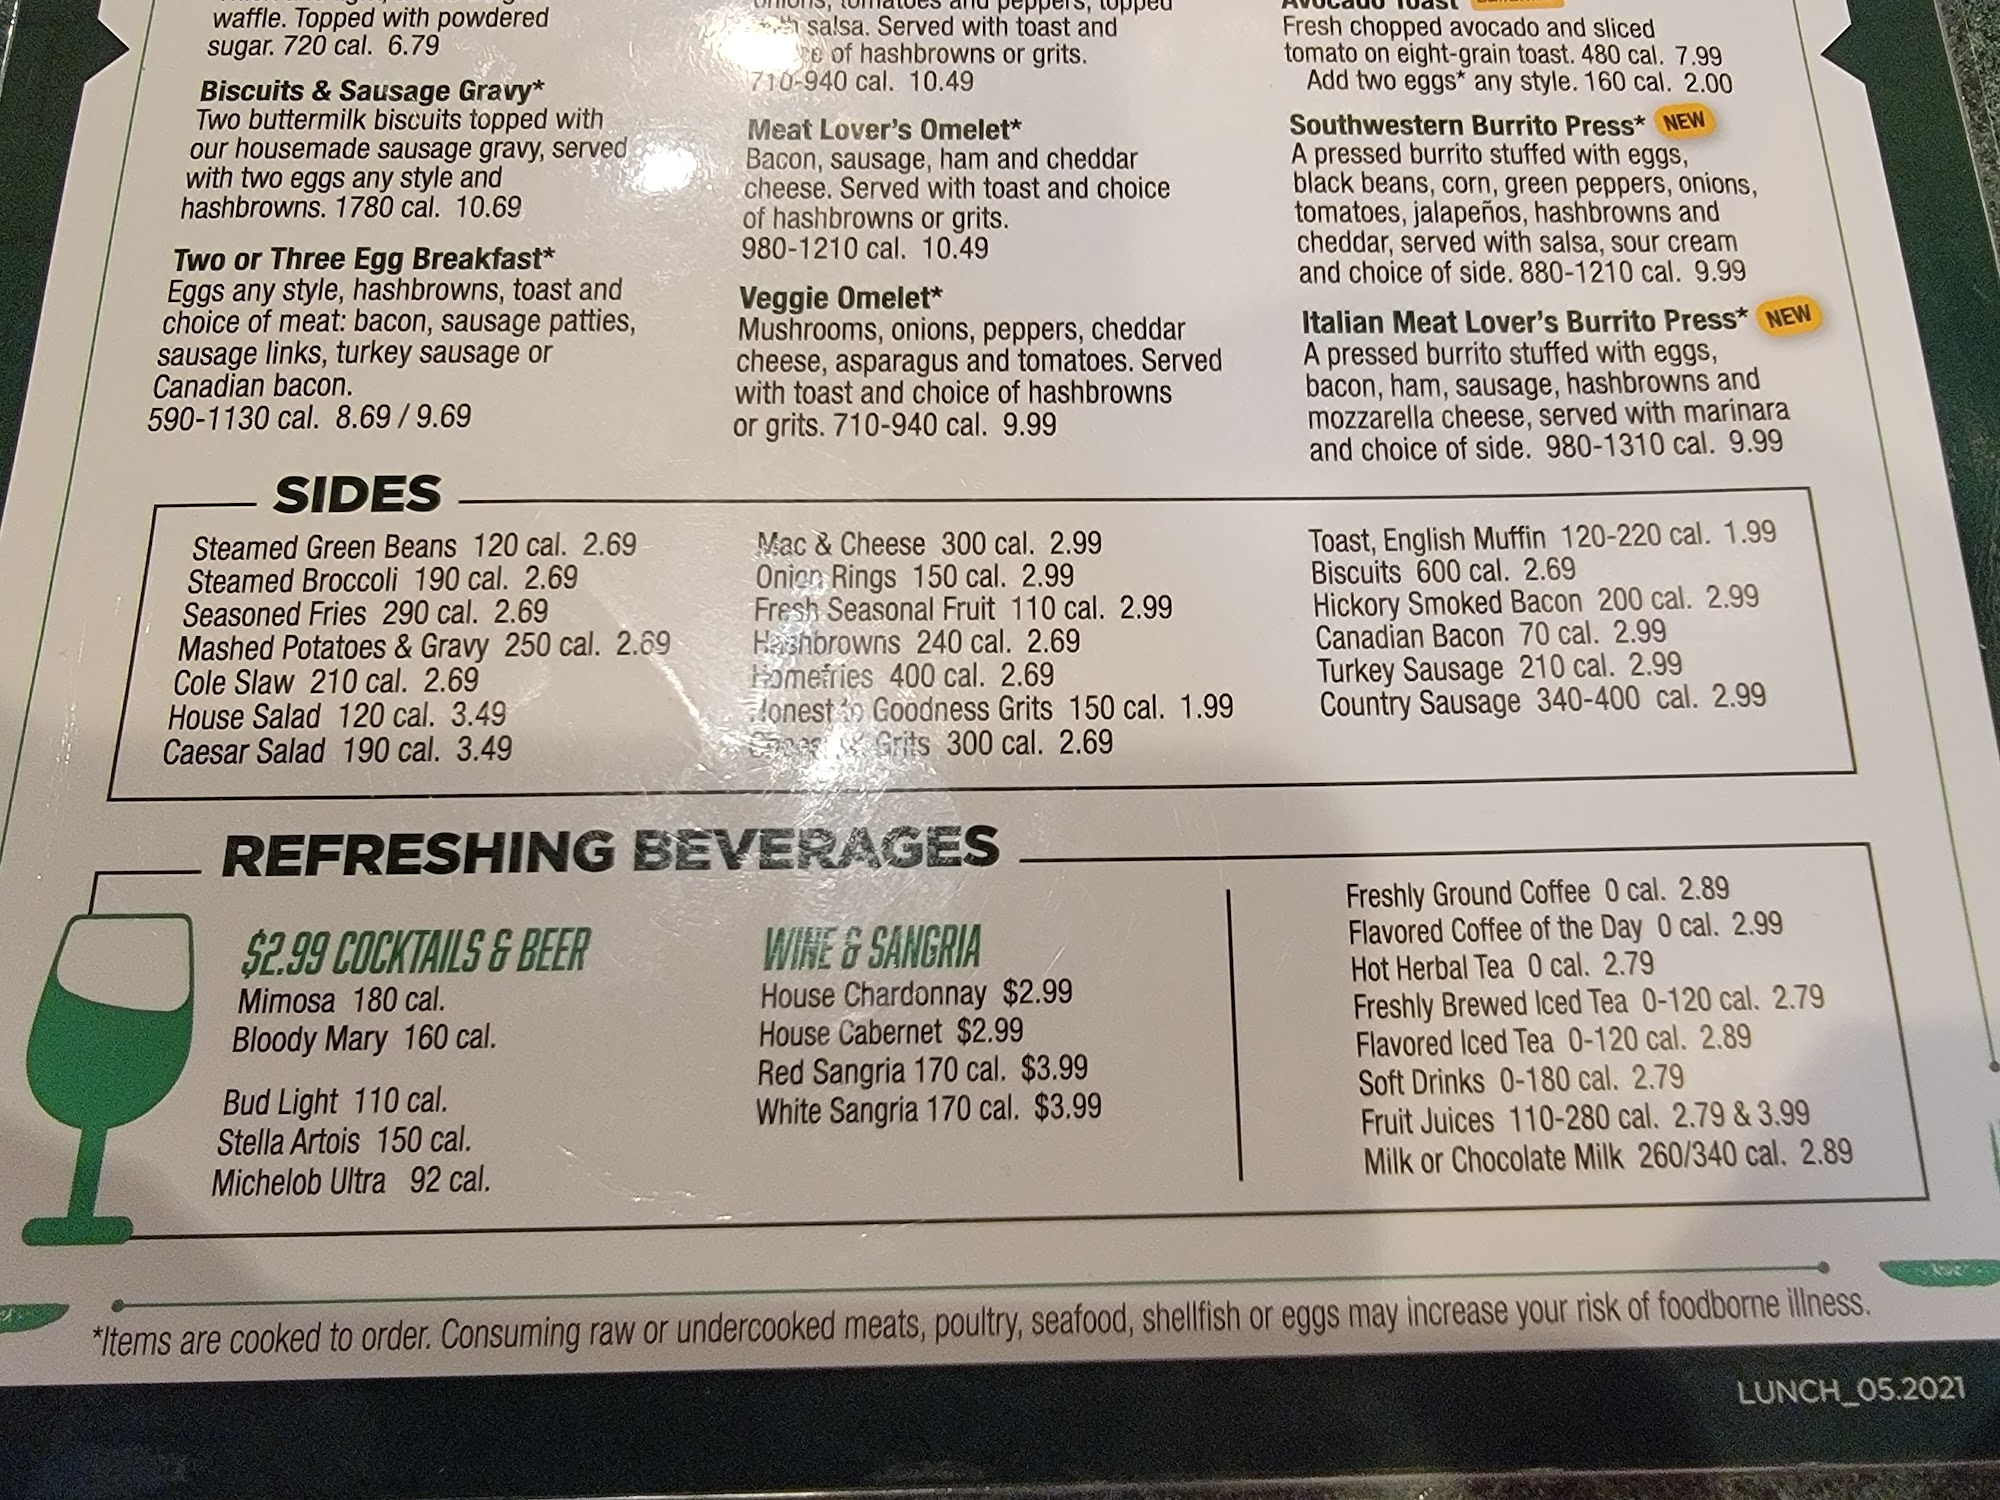 waffle. Topped with powdered
sugar. 720 cal. 6.79
Biscuits & Sausage Gravy*
Two buttermilk biscuits topped with
our housemade sausage gravy, served
with two eggs any style and
hashbrowns. 1780 cal. 10.69
Two or Three Egg Breakfast*
Eggs any style, hashbrowns, toast and
choice of meat: bacon, sausage patties,
sausage links, turkey sausage or
Canadian bacon.
590-1130 cal. 8.69 / 9.69
onions, tomatoes and peppers, topped
salsa. Served with toast and
of hashbrowns or grits.
710-940 cal. 10.49
Meat Lover's Omelet*
Bacon, sausage, ham and cheddar
cheese. Served with toast and choice
of hashbrowns or grits.
980-1210 cal. 10.49
Veggie Omelet*
Mushrooms, onions, peppers, cheddar
cheese, asparagus and tomatoes. Served
with toast and choice of hashbrowns
or grits. 710-940 cal. 9.99
Avocado Toast
Fresh chopped avocado and sliced
tomato on eight-grain toast. 480 cal. 7.99
Add two eggs* any style. 160 cal. 2.00
Southwestern Burrito Press* NEW
A pressed burrito stuffed with eggs,
black beans, corn, green peppers, onions,
tomatoes, jalapeños, hashbrowns and
cheddar, served with salsa, sour cream
and choice of side. 880-1210 cal. 9.99
Italian Meat Lover's Burrito Press* NEW
A pressed burrito stuffed with eggs,
bacon, ham, sausage, hashbrowns and
mozzarella cheese, served with marinara
and choice of side. 980-1310 cal. 9.99
SIDES
Steamed Green Beans 120 cal. 2.69
Steamed Broccoli 190 cal. 2.69
Seasoned Fries 290 cal. 2.69
Mashed Potatoes & Gravy 250 cal. 2.69
Cole Slaw 210 cal. 2.69
House Salad 120 cal. 3.49
Caesar Salad 190 cal. 3.49
Mac & Cheese 300 cal. 2.99
Onion Rings 150 cal. 2.99
Fresh Seasonal Fruit 110 cal. 2.99
Hashbrowns 240 cal. 2.69
Homefries 400 cal. 2.69
Honest to Goodness Grits 150 cal. 1.99
Grits 300 cal. 2.69
Toast, English Muffin 120-220 cal. 1.99
Biscuits 600 cal. 2.69
Hickory Smoked Bacon 200 cal. 2.99
Canadian Bacon 70 cal. 2.99
Turkey Sausage 210 cal. 2.99
Country Sausage 340-400 cal. 2.99
REFRESHING BEVERAGES
$2.99 COCKTAILS & BEER
Mimosa 180 cal.
Bloody Mary 160 cal.
Bud Light 110 cal.
Stella Artois 150 cal.
Michelob Ultra 92 cal.
WINE & SANGRIA
House Chardonnay $2.99
House Cabernet $2.99
Red Sangria 170 cal. $3.99
White Sangria 170 cal. $3.99
Freshly Ground Coffee 0 cal. 2.89
Flavored Coffee of the Day 0 cal. 2.99
Hot Herbal Tea 0 cal. 2.79
Freshly Brewed Iced Tea 0-120 cal. 2.79
Flavored Iced Tea 0-120 cal. 2.89
Soft Drinks 0-180 cal. 2.79
Fruit Juices 110-280 cal. 2.79 & 3.99
Milk or Chocolate Milk 260/340 cal. 2.89
*Items are cooked to order. Consuming raw or undercooked meats, poultry, seafood, shellfish or eggs may increase your risk of foodborne illness.
LUNCH_05.2021